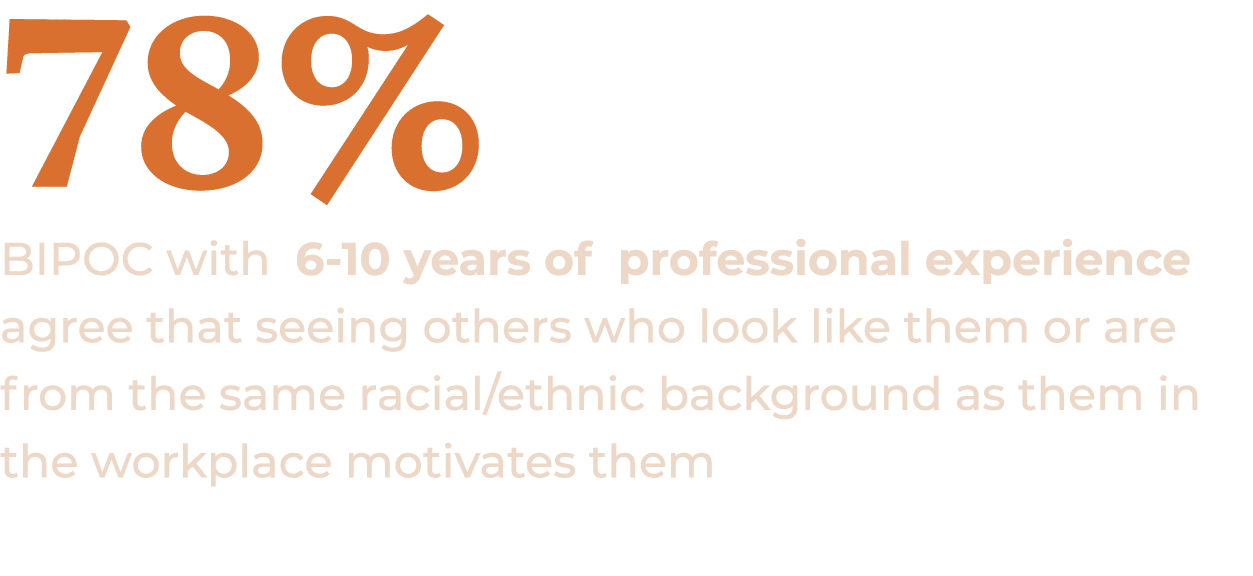 78%
BIPOC with 6-10 years of professional experience
agree that seeing others who look like them or are
from the same racial/ethnic background as them in
the workplace motivates them